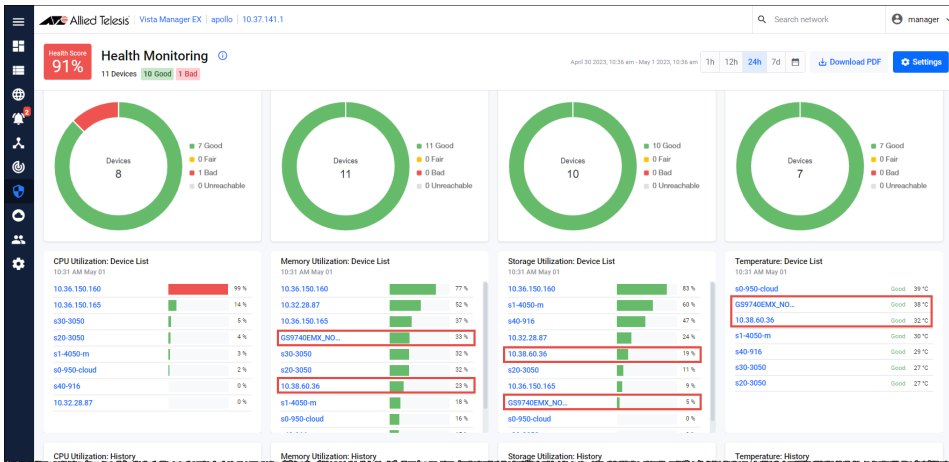 Allied Telesis Vista Manager EX apollo 10.37.141.1
Search network
manager
Health Score
91%
Health Monitoring
11 Devices 10 Good 1 Bad
April 30 2023, 10:36 am - May 1 2023, 10:36 am
1h 12h 24h 7d
Download PDF
Settings
2
Devices
8
7 Good
0 Fair
1 Bad
0 Unreachable
Devices
11
11 Good
0 Fair
0 Bad
0 Unreachable
Devices
10
10 Good
0 Fair
0 Bad
0 Unreachable
Devices
7
7 Good
0 Fair
0 Bad
0 Unreachable
CPU Utilization: Device List
10:31 AM May 01
10.36.150.160 99 %
10.36.150.165 14 %
s30-3050 5 %
s20-3050 4 %
s1-4050-m 3 %
s0-950-cloud 2 %
s40-916 0 %
10.32.28.87 0 %
Memory Utilization: Device List
10:31 AM May 01
10.36.150.160 77 %
10.32.28.87 52 %
10.36.150.165 37 %
GS9740EMX_NO... 33 %
s30-3050 32 %
s20-3050 32 %
10.38.60.36 23 %
s1-4050-m 18 %
s0-950-cloud 16 %
Storage Utilization: Device List
10:31 AM May 01
10.36.150.160 83 %
s1-4050-m 60 %
s40-916 47 %
10.32.28.87 24 %
10.38.60.36 19 %
s20-3050 11 %
10.36.150.165 9 %
GS9740EMX_NO... 5 %
s0-950-cloud 0 %
Temperature: Device List
10:31 AM May 01
s0-950-cloud Good 39 °C
GS9740EMX_NO... Good 38 °C
10.38.60.36 Good 32 °C
s1-4050-m Good 30 °C
s40-916 Good 29 °C
s30-3050 Good 27 °C
s20-3050 Good 27 °C
CPU Utilization: History
Memory Utilization: History
Storage Utilization: History
Temperature: History